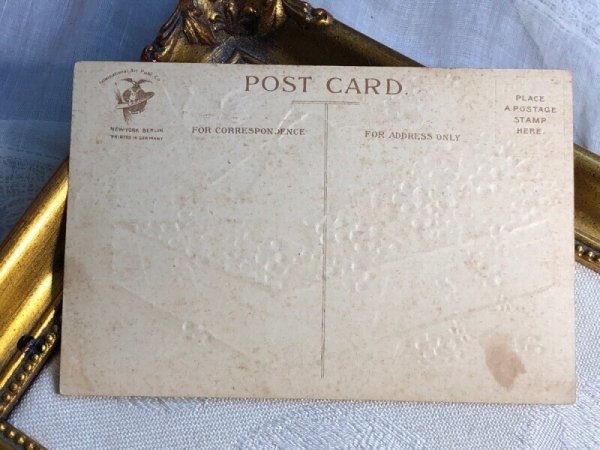 International Art Publ. Co.
NEW-YORK BERLIN
PRINTED IN GERMANY
POST CARD.
FOR CORRESPONDENCE
FOR ADDRESS ONLY
PLACE
A POSTAGE
STAMP
HERE.